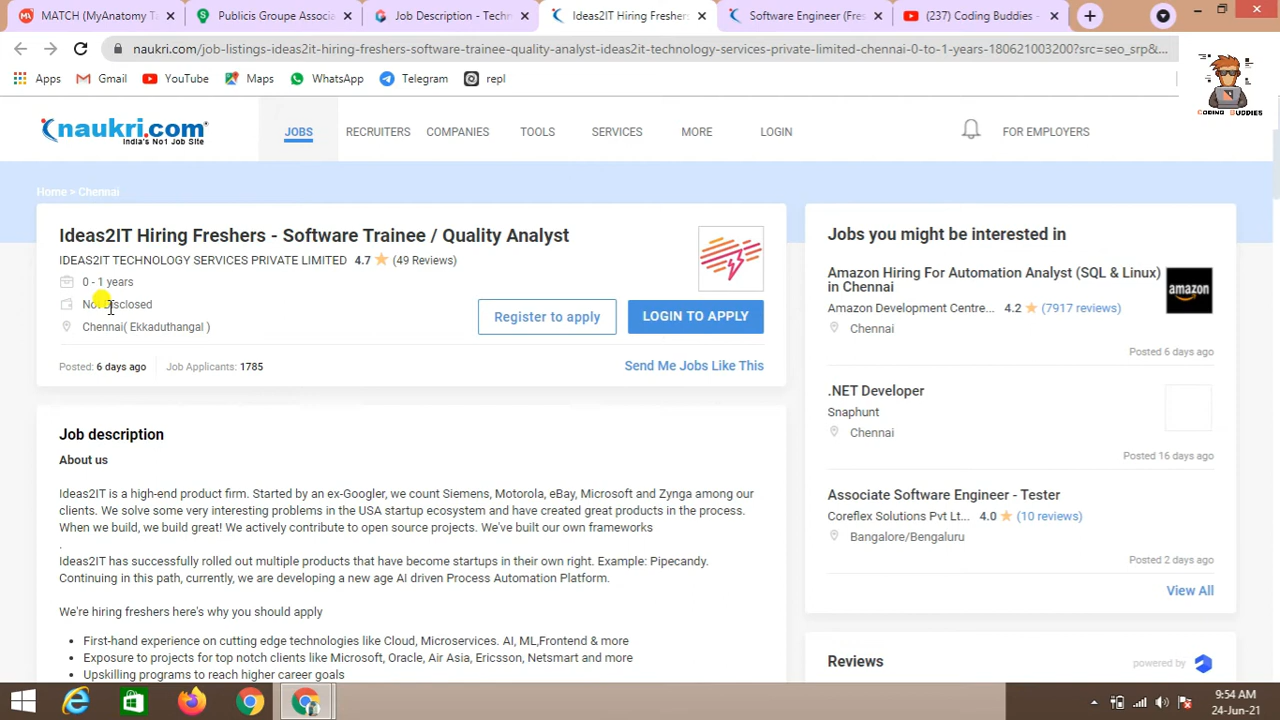 MATCH (MyAnatomy Ta ×
Publicis Groupe Associa ×
Job Description - Techn ×
Ideas2IT Hiring Freshers ×
Software Engineer (Fres ×
(237) Coding Buddies - ×
naukri.com/job-listings-ideas2it-hiring-freshers-software-trainee-quality-analyst-ideas2it-technology-services-private-limited-chennai-0-to-1-years-180621003200?src=seo_srp&...
Apps Gmail YouTube Maps WhatsApp Telegram repl
CODING BUDDIES
naukri.com
India's No1 Job Site
JOBS RECRUITERS COMPANIES TOOLS SERVICES MORE LOGIN FOR EMPLOYERS
Home > Chennai
Ideas2IT Hiring Freshers - Software Trainee / Quality Analyst
IDEAS2IT TECHNOLOGY SERVICES PRIVATE LIMITED 4.7 (49 Reviews)
0 - 1 years
Not Disclosed
Chennai( Ekkaduthangal )
Register to apply
LOGIN TO APPLY
Posted: 6 days ago Job Applicants: 1785
Send Me Jobs Like This
Job description
About us
Ideas2IT is a high-end product firm. Started by an ex-Googler, we count Siemens, Motorola, eBay, Microsoft and Zynga among our
clients. We solve some very interesting problems in the USA startup ecosystem and have created great products in the process.
When we build, we build great! We actively contribute to open source projects. We've built our own frameworks
.
Ideas2IT has successfully rolled out multiple products that have become startups in their own right. Example: Pipecandy.
Continuing in this path, currently, we are developing a new age AI driven Process Automation Platform.
We're hiring freshers here's why you should apply
• First-hand experience on cutting edge technologies like Cloud, Microservices. AI, ML,Frontend & more
• Exposure to projects for top notch clients like Microsoft, Oracle, Air Asia, Ericsson, Netsmart and more
• Upskilling programs to reach higher career goals
Jobs you might be interested in
Amazon Hiring For Automation Analyst (SQL & Linux)
in Chennai
Amazon Development Centre... 4.2 (7917 reviews)
amazon
Chennai
Posted 6 days ago
.NET Developer
Snaphunt
Chennai
Posted 16 days ago
Associate Software Engineer - Tester
Coreflex Solutions Pvt Lt... 4.0 (10 reviews)
Bangalore/Bengaluru
Posted 2 days ago
View All
Reviews
powered by
9:54 AM
24-Jun-21